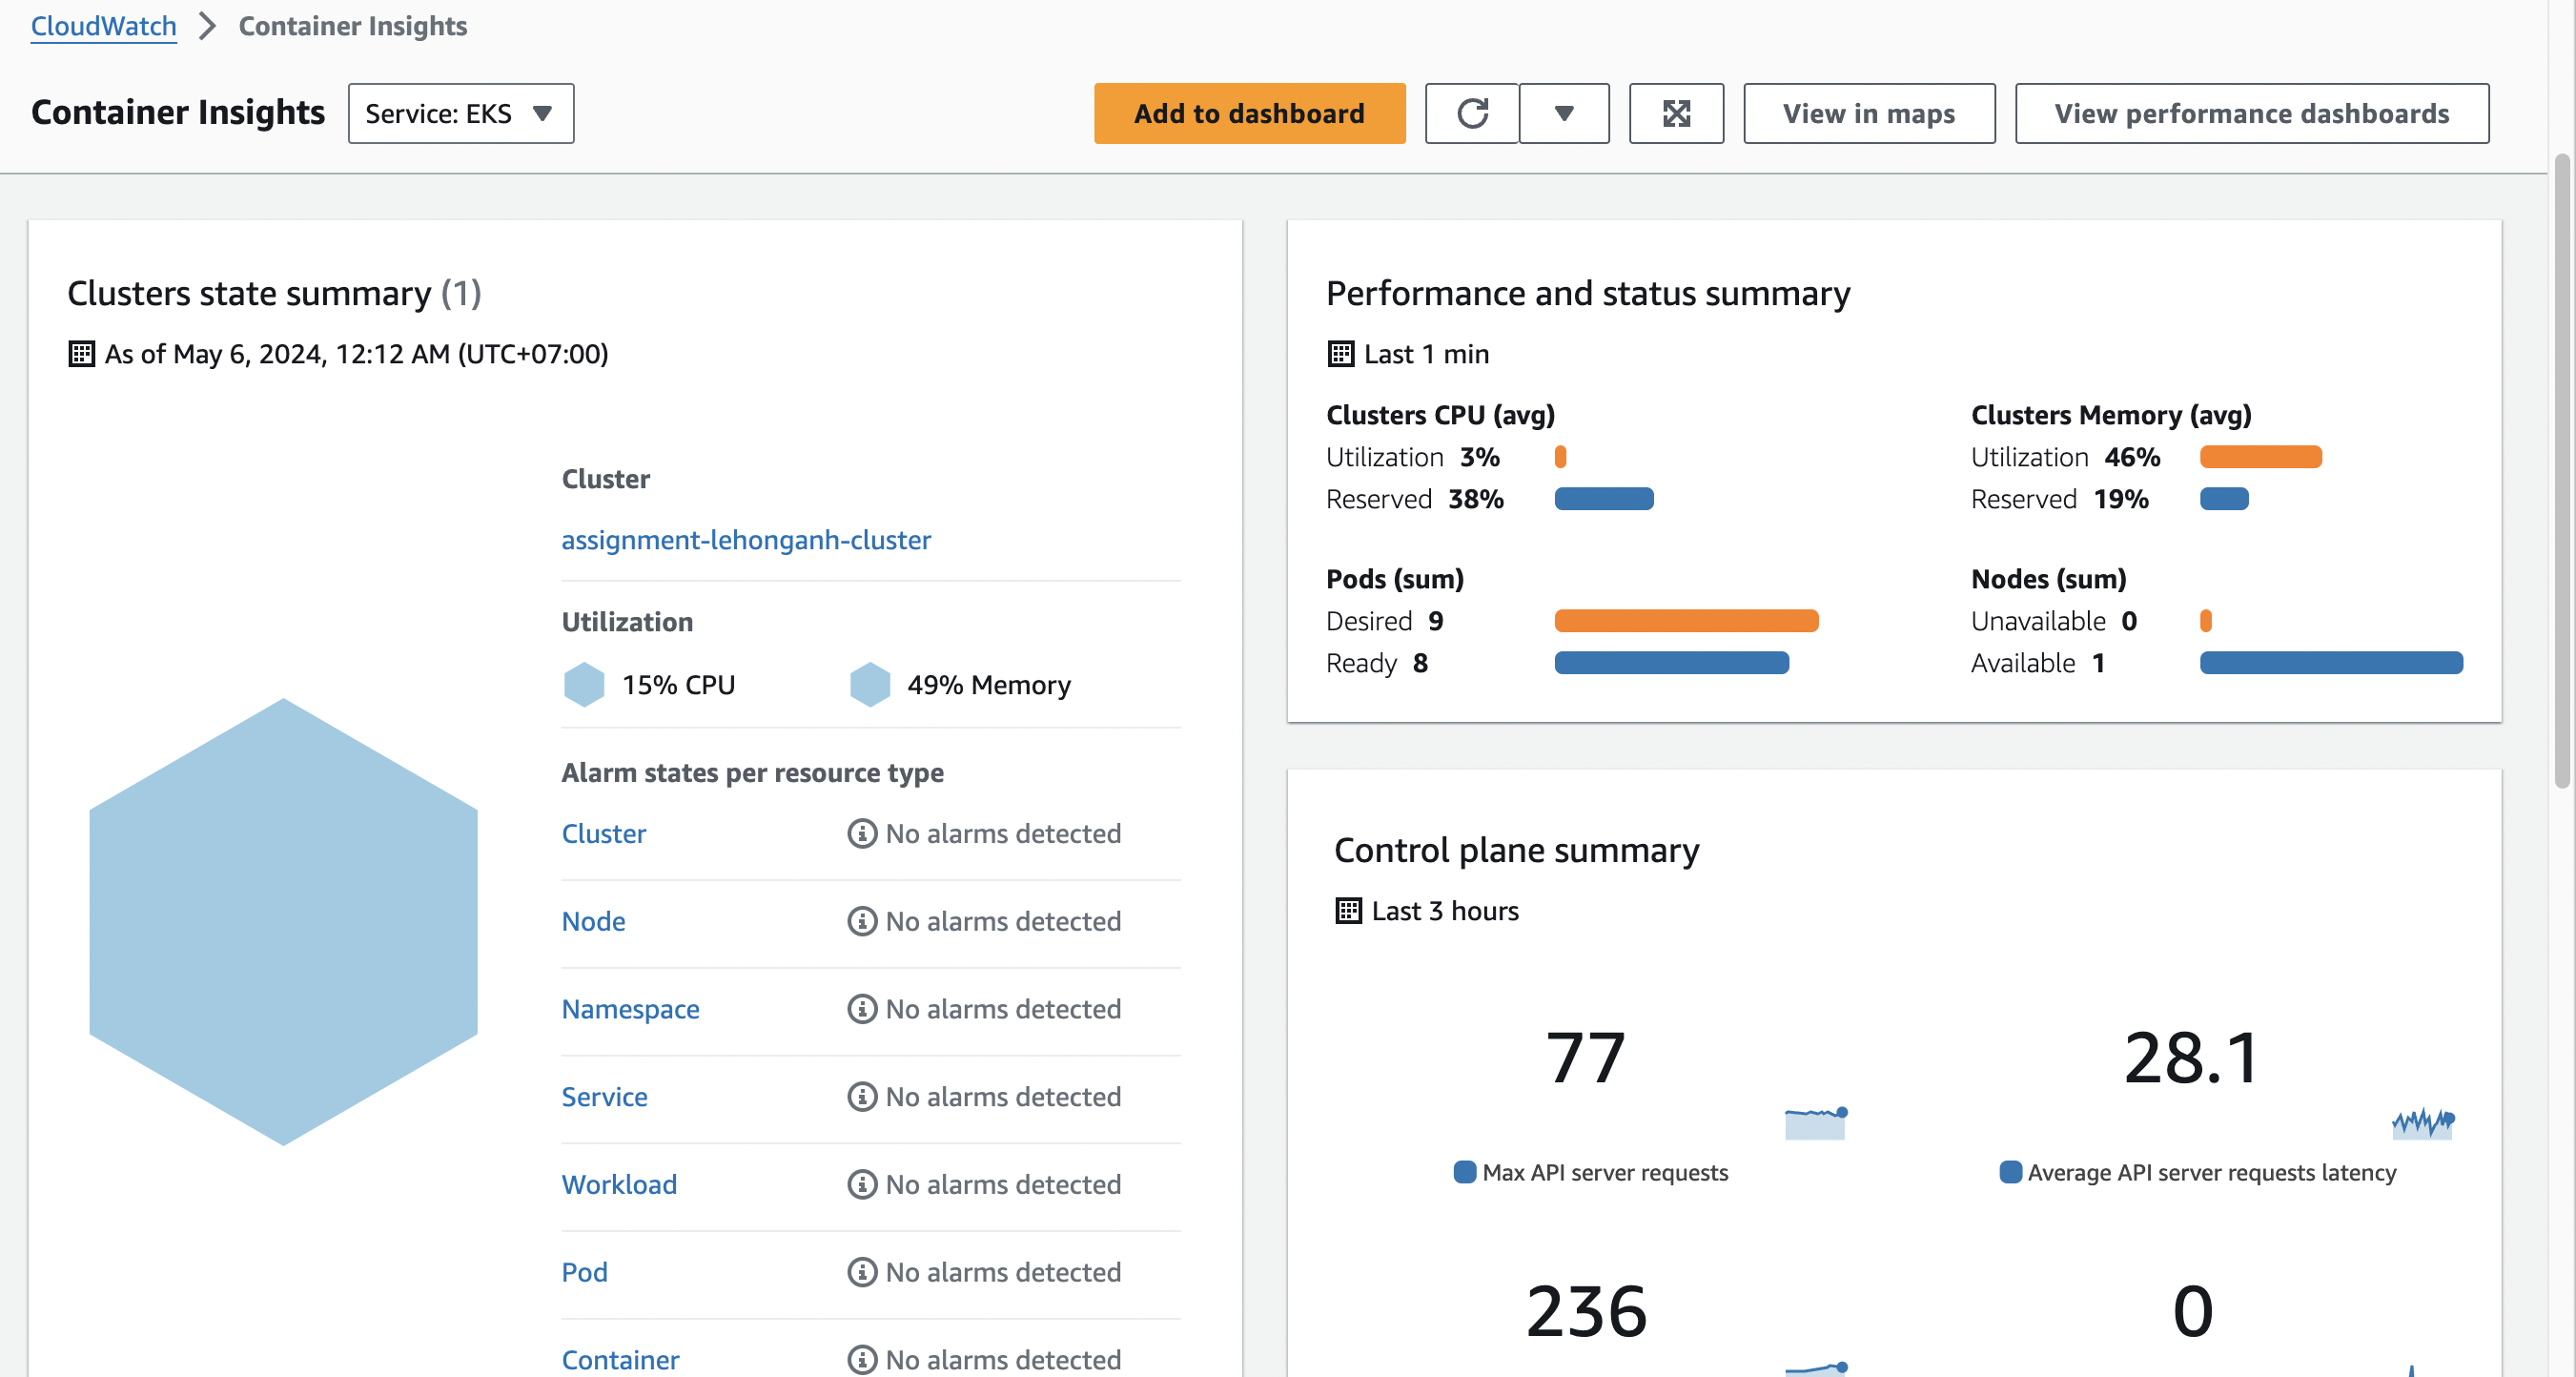 CloudWatch
Container Insights
Container Insights
Service: EKS
Add to dashboard
View in maps
View performance dashboards
Clusters state summary (1)
As of May 6, 2024, 12:12 AM (UTC+07:00)
Cluster
assignment-lehonganh-cluster
Utilization
15% CPU
49% Memory
Alarm states per resource type
Cluster No alarms detected
Node No alarms detected
Namespace No alarms detected
Service No alarms detected
Workload No alarms detected
Pod No alarms detected
Container No alarms detected
Performance and status summary
Last 1 min
Clusters CPU (avg)
Utilization 3%
Reserved 38%
Clusters Memory (avg)
Utilization 46%
Reserved 19%
Pods (sum)
Desired 9
Ready 8
Nodes (sum)
Unavailable 0
Available 1
Control plane summary
Last 3 hours
77
Max API server requests
28.1
Average API server requests latency
236
0